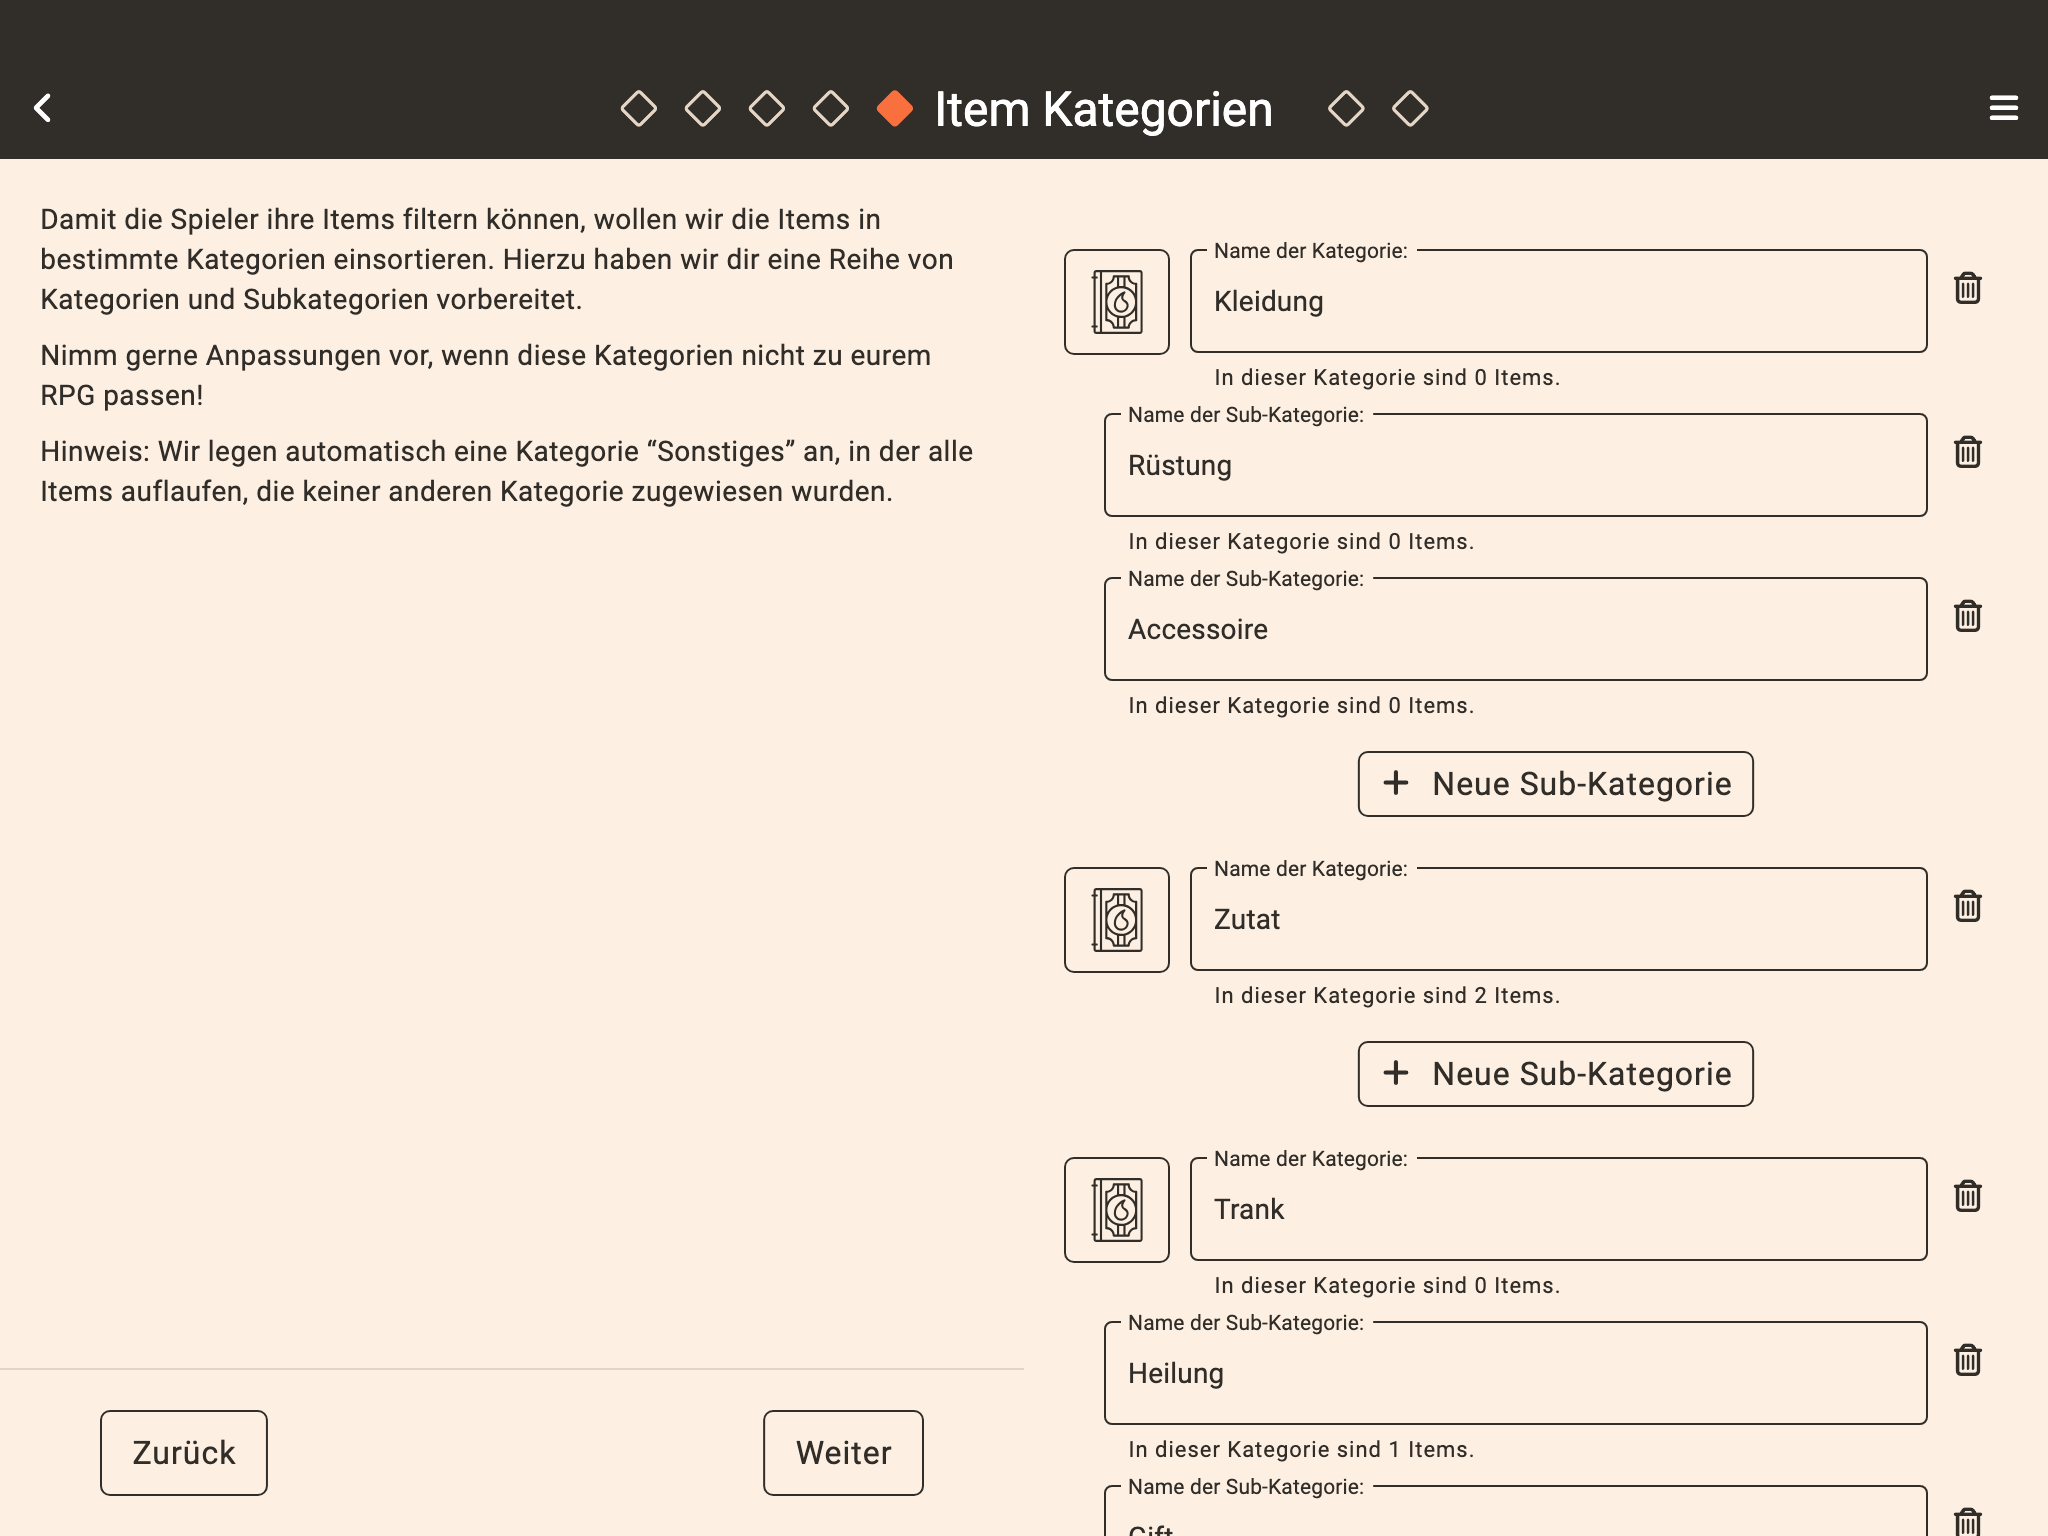 Item Kategorien
Damit die Spieler ihre Items filtern können, wollen wir die Items in
bestimmte Kategorien einsortieren. Hierzu haben wir dir eine Reihe von
Kategorien und Subkategorien vorbereitet.
Nimm gerne Anpassungen vor, wenn diese Kategorien nicht zu eurem
RPG passen!
Hinweis: Wir legen automatisch eine Kategorie “Sonstiges” an, in der alle
Items auflaufen, die keiner anderen Kategorie zugewiesen wurden.
Zurück
Weiter
Name der Kategorie:
Kleidung
In dieser Kategorie sind 0 Items.
Name der Sub-Kategorie:
Rüstung
In dieser Kategorie sind 0 Items.
Name der Sub-Kategorie:
Accessoire
In dieser Kategorie sind 0 Items.
+ Neue Sub-Kategorie
Name der Kategorie:
Zutat
In dieser Kategorie sind 2 Items.
+ Neue Sub-Kategorie
Name der Kategorie:
Trank
In dieser Kategorie sind 0 Items.
Name der Sub-Kategorie:
Heilung
In dieser Kategorie sind 1 Items.
Name der Sub-Kategorie:
Gift